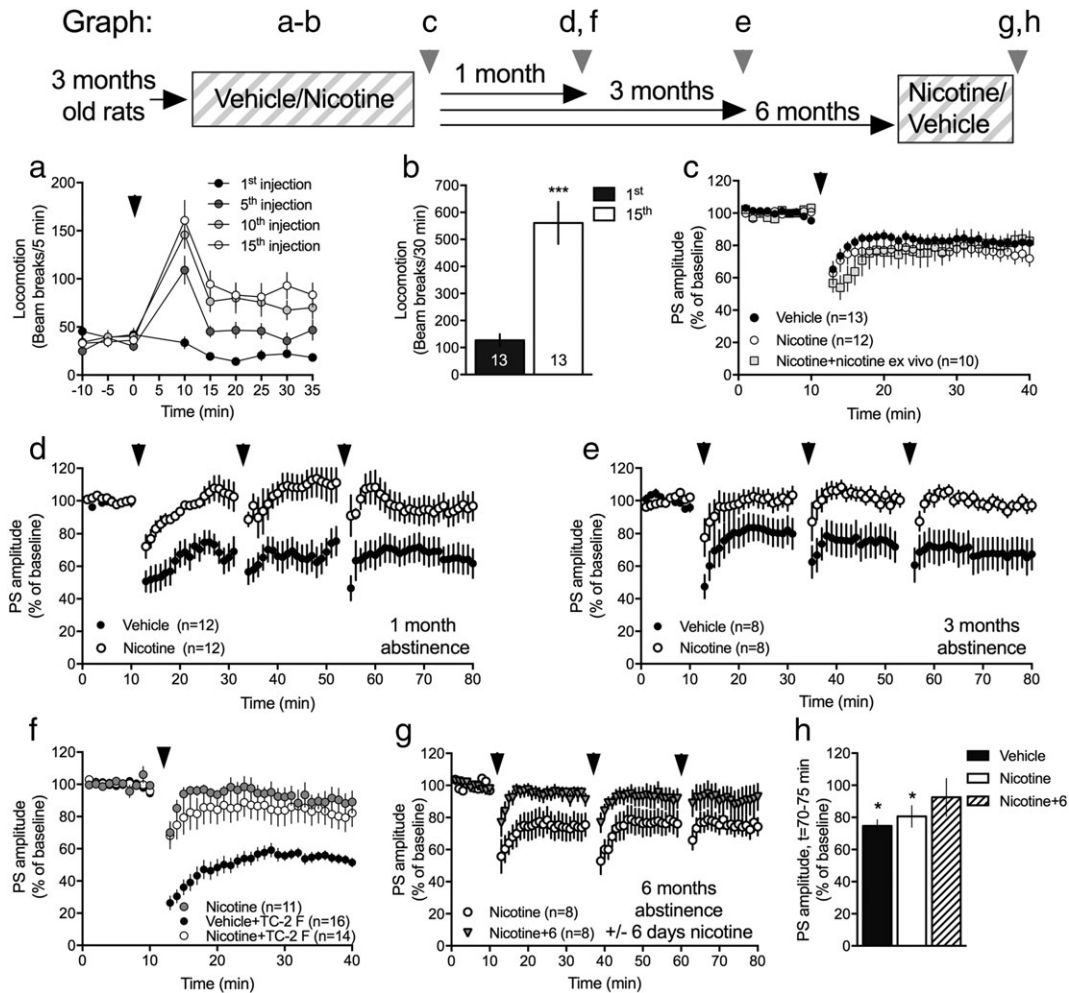 Graph: a-b c d, f e g,h
3 months
old rats
Vehicle/Nicotine
1 month
3 months
6 months
Nicotine/
Vehicle
a
Locomotion
(Beam breaks/5 min)
200
150
100
50
0
-10 -5 0 5 10 15 20 25 30 35
Time (min)
1st injection
5th injection
10th injection
15th injection
b
Locomotion
(Beam breaks/30 min)
700
600
500
400
300
200
100
0
***
13 13
1st
15th
c
PS amplitude
(% of baseline)
120
100
80
60
40
20
0
0 10 20 30 40
Time (min)
Vehicle (n=13)
Nicotine (n=12)
Nicotine+nicotine ex vivo (n=10)
d
PS amplitude
(% of baseline)
120
100
80
60
40
20
0
0 10 20 30 40 50 60 70 80
Time (min)
Vehicle (n=12)
Nicotine (n=12)
1 month
abstinence
e
PS amplitude
(% of baseline)
120
100
80
60
40
20
0
0 10 20 30 40 50 60 70 80
Time (min)
Vehicle (n=8)
Nicotine (n=8)
3 months
abstinence
f
PS amplitude
(% of baseline)
120
100
80
60
40
20
0
0 10 20 30 40
Time (min)
Nicotine (n=11)
Vehicle+TC-2 F (n=16)
Nicotine+TC-2 F (n=14)
g
PS amplitude
(% of baseline)
120
100
80
60
40
20
0
0 10 20 30 40 50 60 70 80
Time (min)
Nicotine (n=8)
Nicotine+6 (n=8)
6 months
abstinence
+/- 6 days nicotine
h
PS amplitude, t=70-75 min
(% of baseline)
120
100
80
60
40
20
0
* *
Vehicle
Nicotine
Nicotine+6